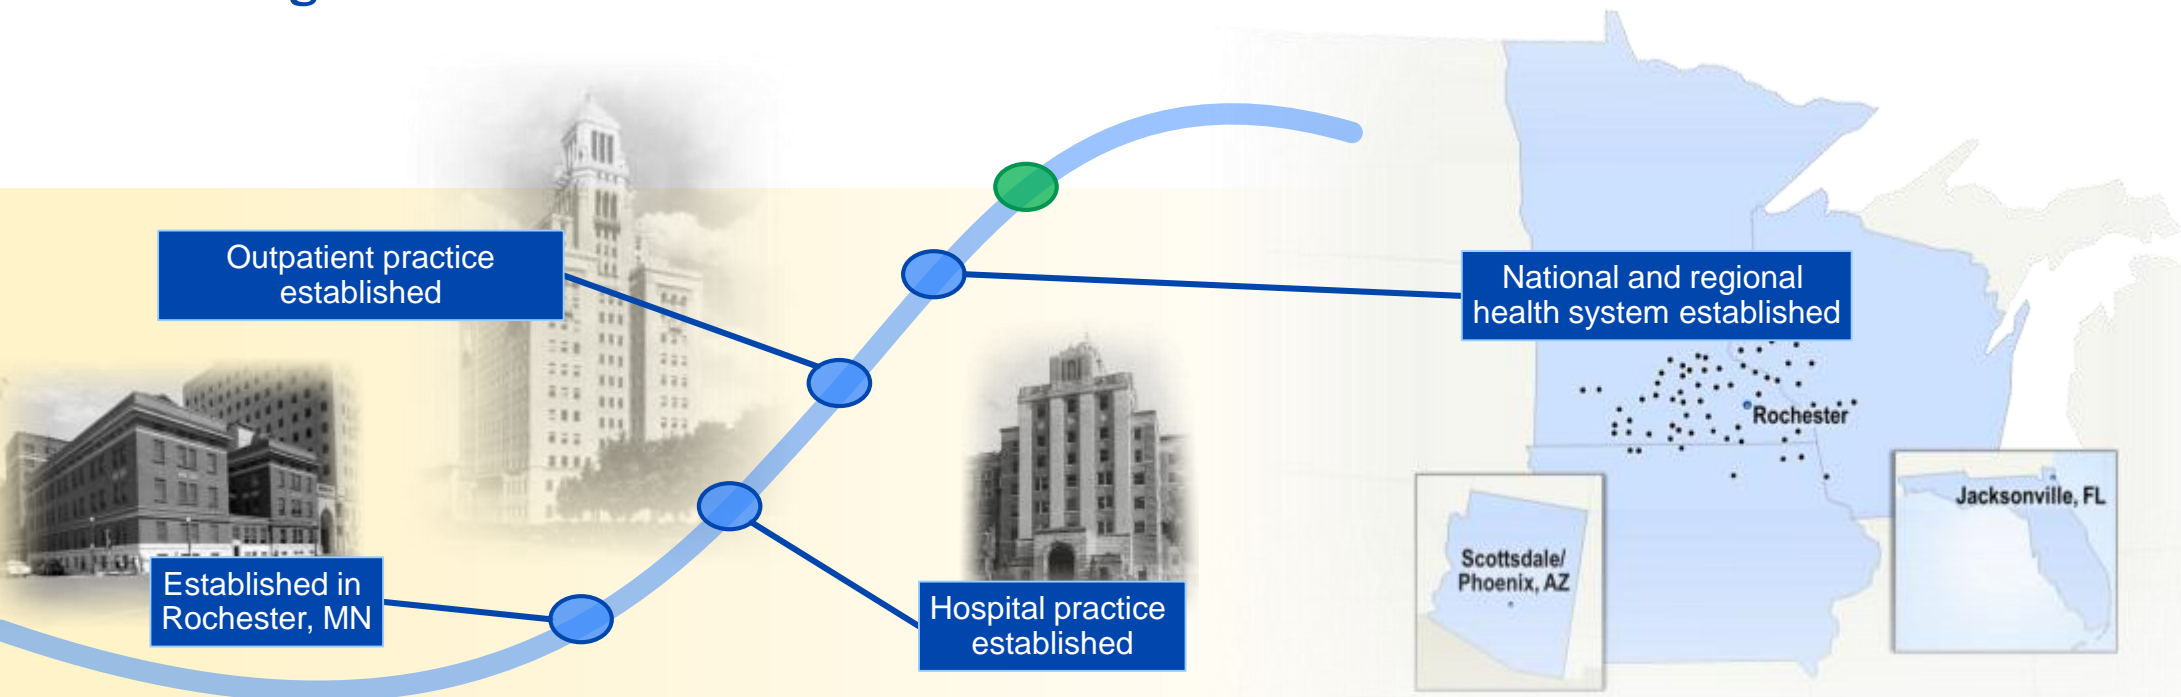 Outpatient practice
established
National and regional
health system established
Rochester
Jacksonville, FL
Scottsdale/
Phoenix, AZ
Established in
Rochester, MN
Hospital practice
established